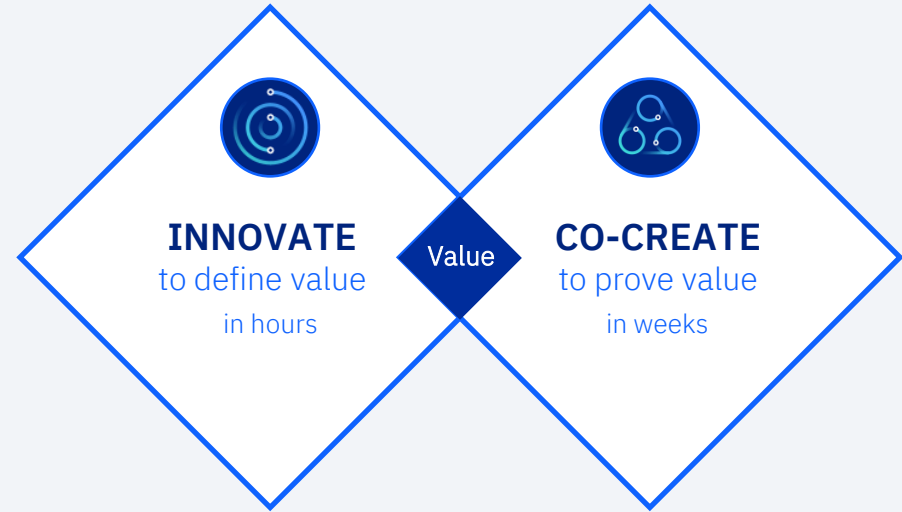 INNOVATE
to define value
in hours
Value
CO-CREATE
to prove value
in weeks